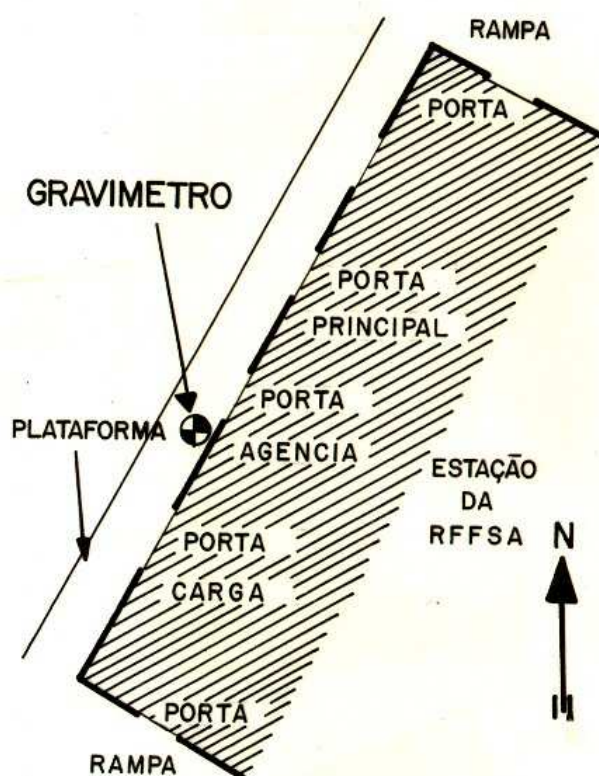 RAMPA
PORTA
GRAVIMETRO
PORTA
PRINCIPAL
PORTA
AGENCIA
PLATAFORMA
ESTAÇÃO
DA
RFFSA
N
PORTA
CARGA
PORTA
RAMPA